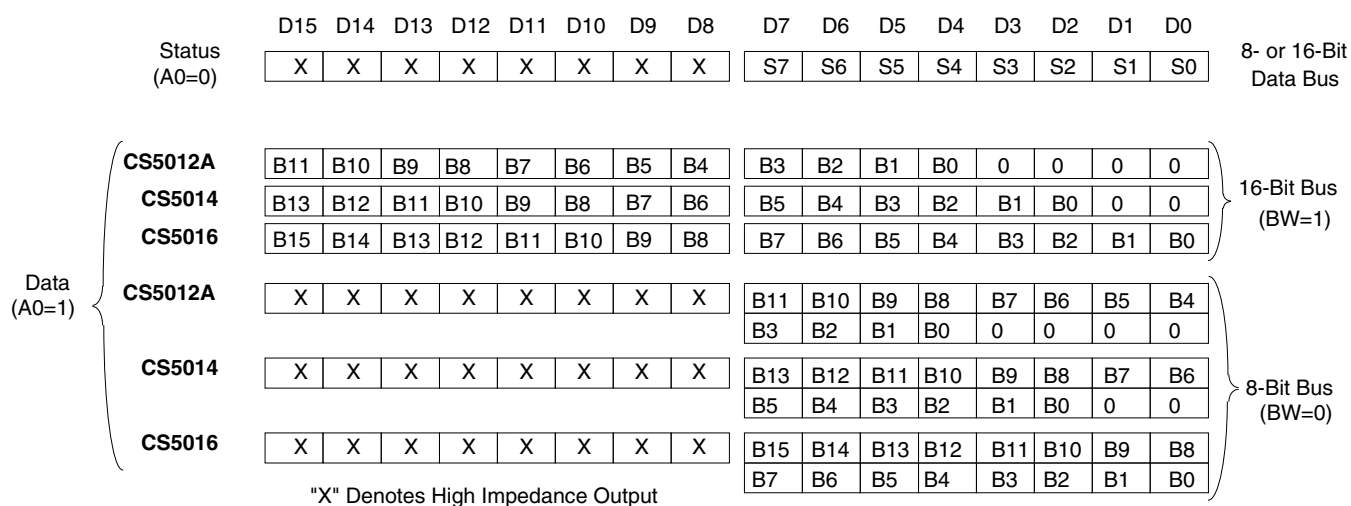 D15 D14 D13 D12 D11 D10 D9 D8 D7 D6 D5 D4 D3 D2 D1 D0
Status
(A0=0)
X X X X X X X X S7 S6 S5 S4 S3 S2 S1 S0
8- or 16-Bit
Data Bus
CS5012A B11 B10 B9 B8 B7 B6 B5 B4 B3 B2 B1 B0 0 0 0 0
CS5014 B13 B12 B11 B10 B9 B8 B7 B6 B5 B4 B3 B2 B1 B0 0 0
CS5016 B15 B14 B13 B12 B11 B10 B9 B8 B7 B6 B5 B4 B3 B2 B1 B0
16-Bit Bus
(BW=1)
Data
(A0=1)
CS5012A X X X X X X X X B11 B10 B9 B8 B7 B6 B5 B4
B3 B2 B1 B0 0 0 0 0
CS5014 X X X X X X X X B13 B12 B11 B10 B9 B8 B7 B6
B5 B4 B3 B2 B1 B0 0 0
CS5016 X X X X X X X X B15 B14 B13 B12 B11 B10 B9 B8
B7 B6 B5 B4 B3 B2 B1 B0
8-Bit Bus
(BW=0)
"X" Denotes High Impedance Output